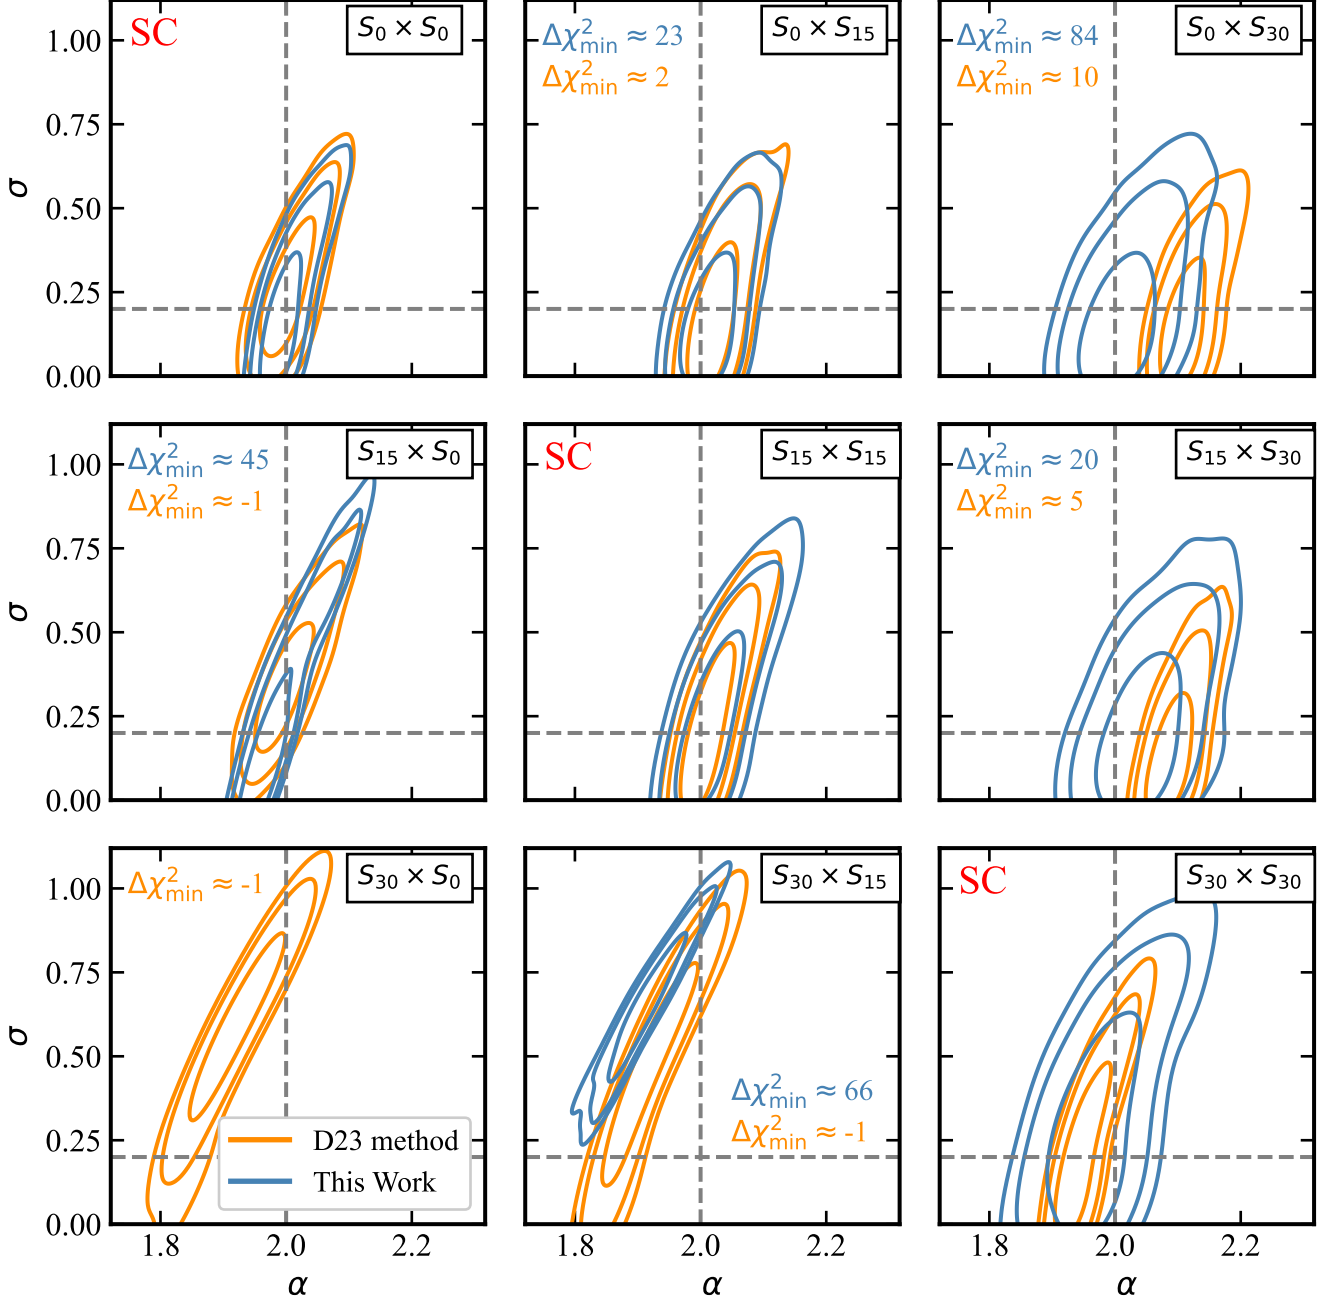 SC
S₀ × S₀
Δχ²min ≈ 23
Δχ²min ≈ 2
S₀ × S₁₅
Δχ²min ≈ 84
Δχ²min ≈ 10
S₀ × S₃₀
1.00
0.75
0.50
0.25
0.00
σ
Δχ²min ≈ 45
Δχ²min ≈ -1
S₁₅ × S₀
SC
S₁₅ × S₁₅
Δχ²min ≈ 20
Δχ²min ≈ 5
S₁₅ × S₃₀
1.00
0.75
0.50
0.25
0.00
σ
Δχ²min ≈ -1
S₃₀ × S₀
D23 method
This Work
S₃₀ × S₁₅
Δχ²min ≈ 66
Δχ²min ≈ -1
SC
S₃₀ × S₃₀
1.00
0.75
0.50
0.25
0.00
σ
1.8 2.0 2.2
α
1.8 2.0 2.2
α
1.8 2.0 2.2
α